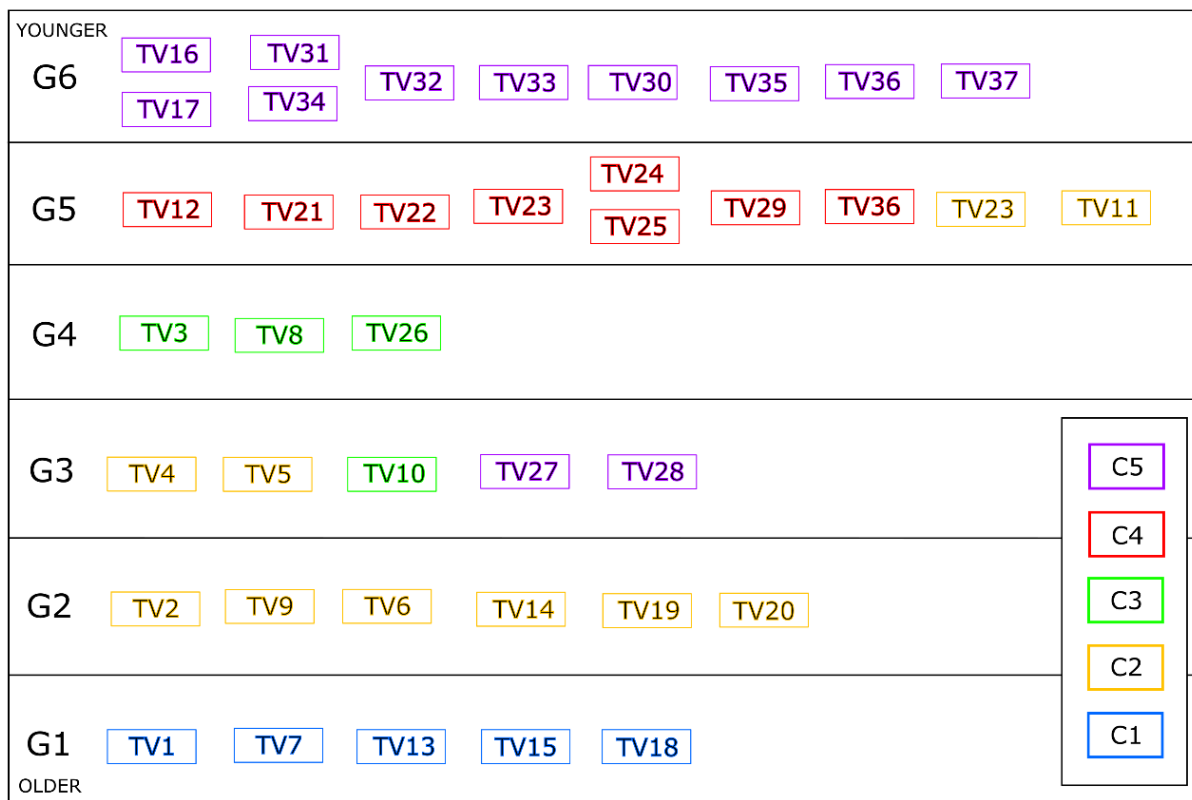 YOUNGER
G6
TV16 TV31
TV32 TV33 TV30 TV35 TV36 TV37
TV17 TV34
G5
TV24
TV12 TV21 TV22 TV23 TV29 TV36 TV23 TV11
TV25
G4 TV3 TV8 TV26
G3 TV4 TV5 TV10 TV27 TV28
G2 TV2 TV9 TV6 TV14 TV19 TV20
G1 TV1 TV7 TV13 TV15 TV18
OLDER
C5
C4
C3
C2
C1